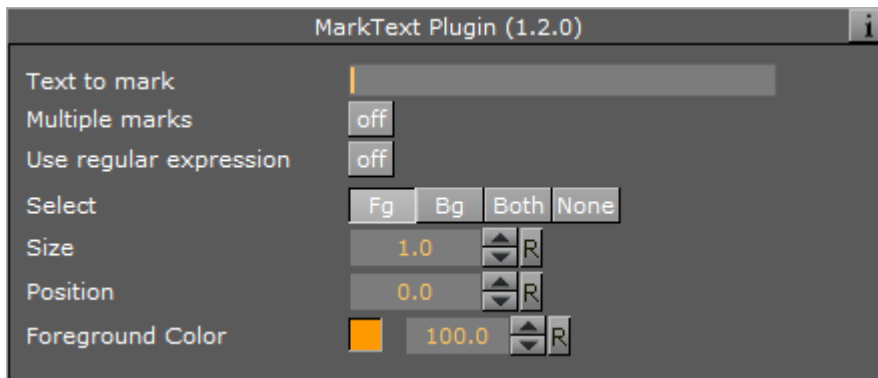 MarkText Plugin (1.2.0) i
Text to mark
Multiple marks off
Use regular expression off
Select Fg Bg Both None
Size 1.0 R
Position 0.0 R
Foreground Color 100.0 R